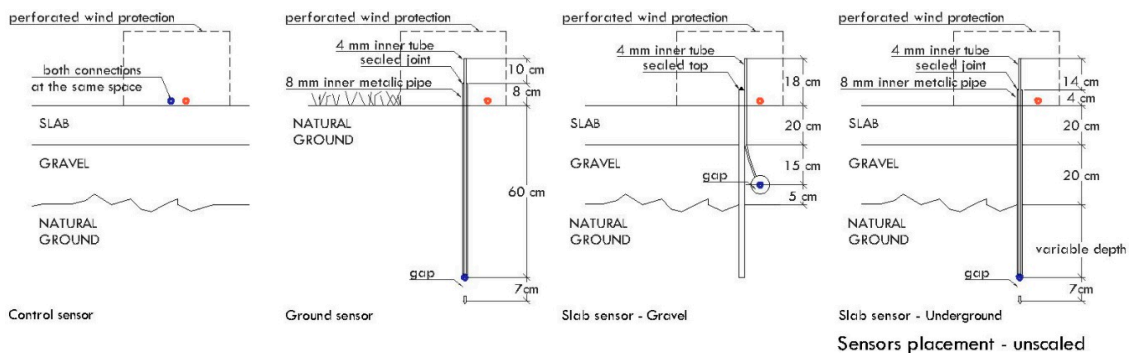 perforated wind protection
both connections
at the same space
SLAB
GRAVEL
NATURAL
GROUND
Control sensor
perforated wind protection
4 mm inner tube
sealed joint
8 mm inner metalic pipe
10 cm
8 cm
NATURAL
GROUND
60 cm
gap
7cm
Ground sensor
perforated wind protection
4 mm inner tube
sealed top
18 cm
SLAB
20 cm
GRAVEL
15 cm
gap
5 cm
NATURAL
GROUND
Slab sensor - Gravel
perforated wind protection
4 mm inner tube
sealed joint
8 mm inner metalic pipe
14 cm
4 cm
SLAB
20 cm
GRAVEL
20 cm
NATURAL
GROUND
variable depth
gap
7cm
Slab sensor - Underground
Sensors placement - unscaled